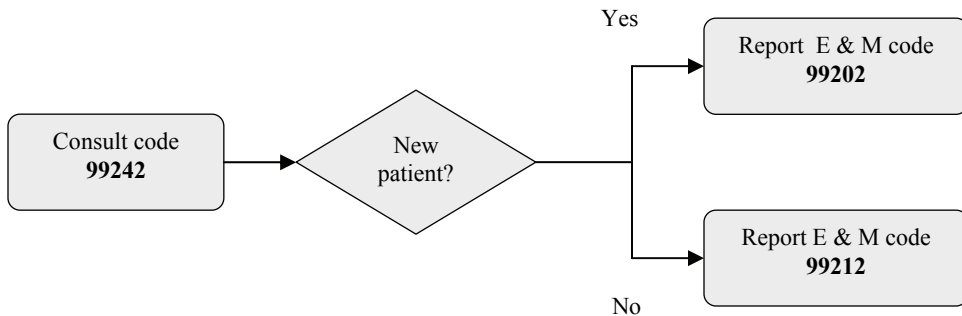 Yes
Report E & M code
99202
Consult code
99242
New
patient?
Report E & M code
99212
No